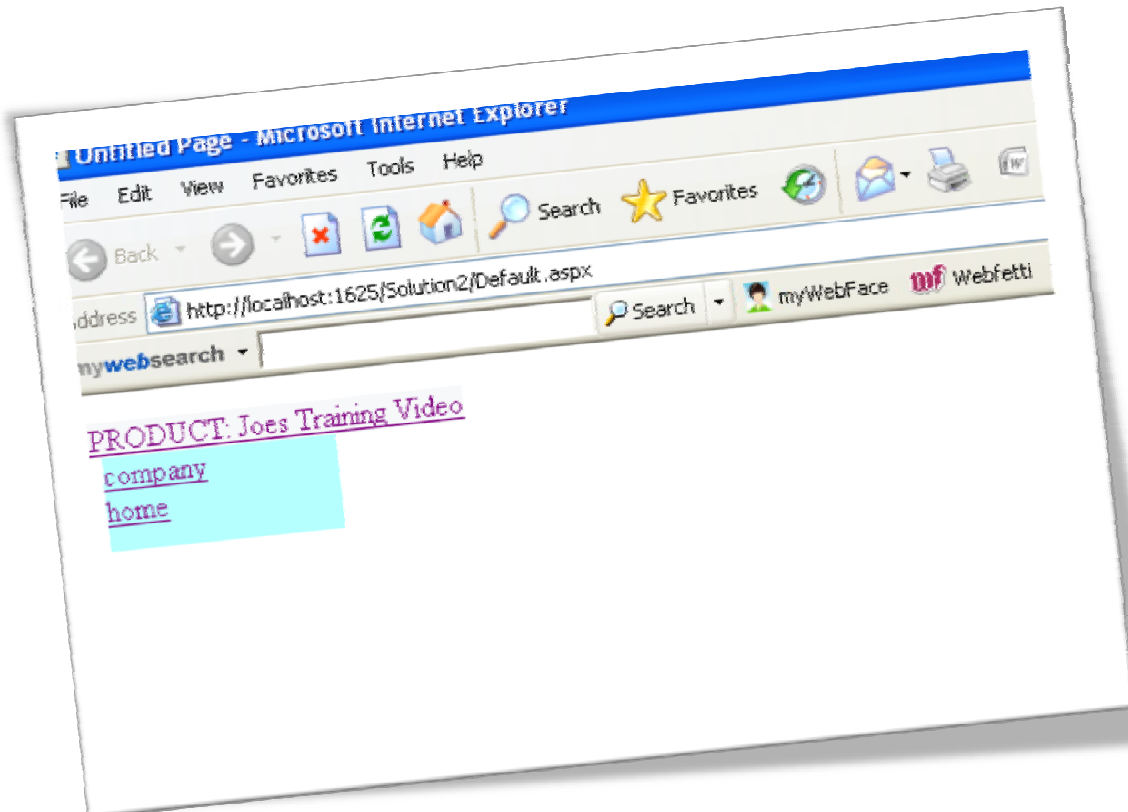 Untitled Page - Microsoft Internet Explorer
File Edit View Favorites Tools Help
Back Search Favorites
Address http://localhost:1625/Solution2/Default.aspx
mywebsearch Search myWebFace mf Webfetti
PRODUCT: Joes Training Video
company
home